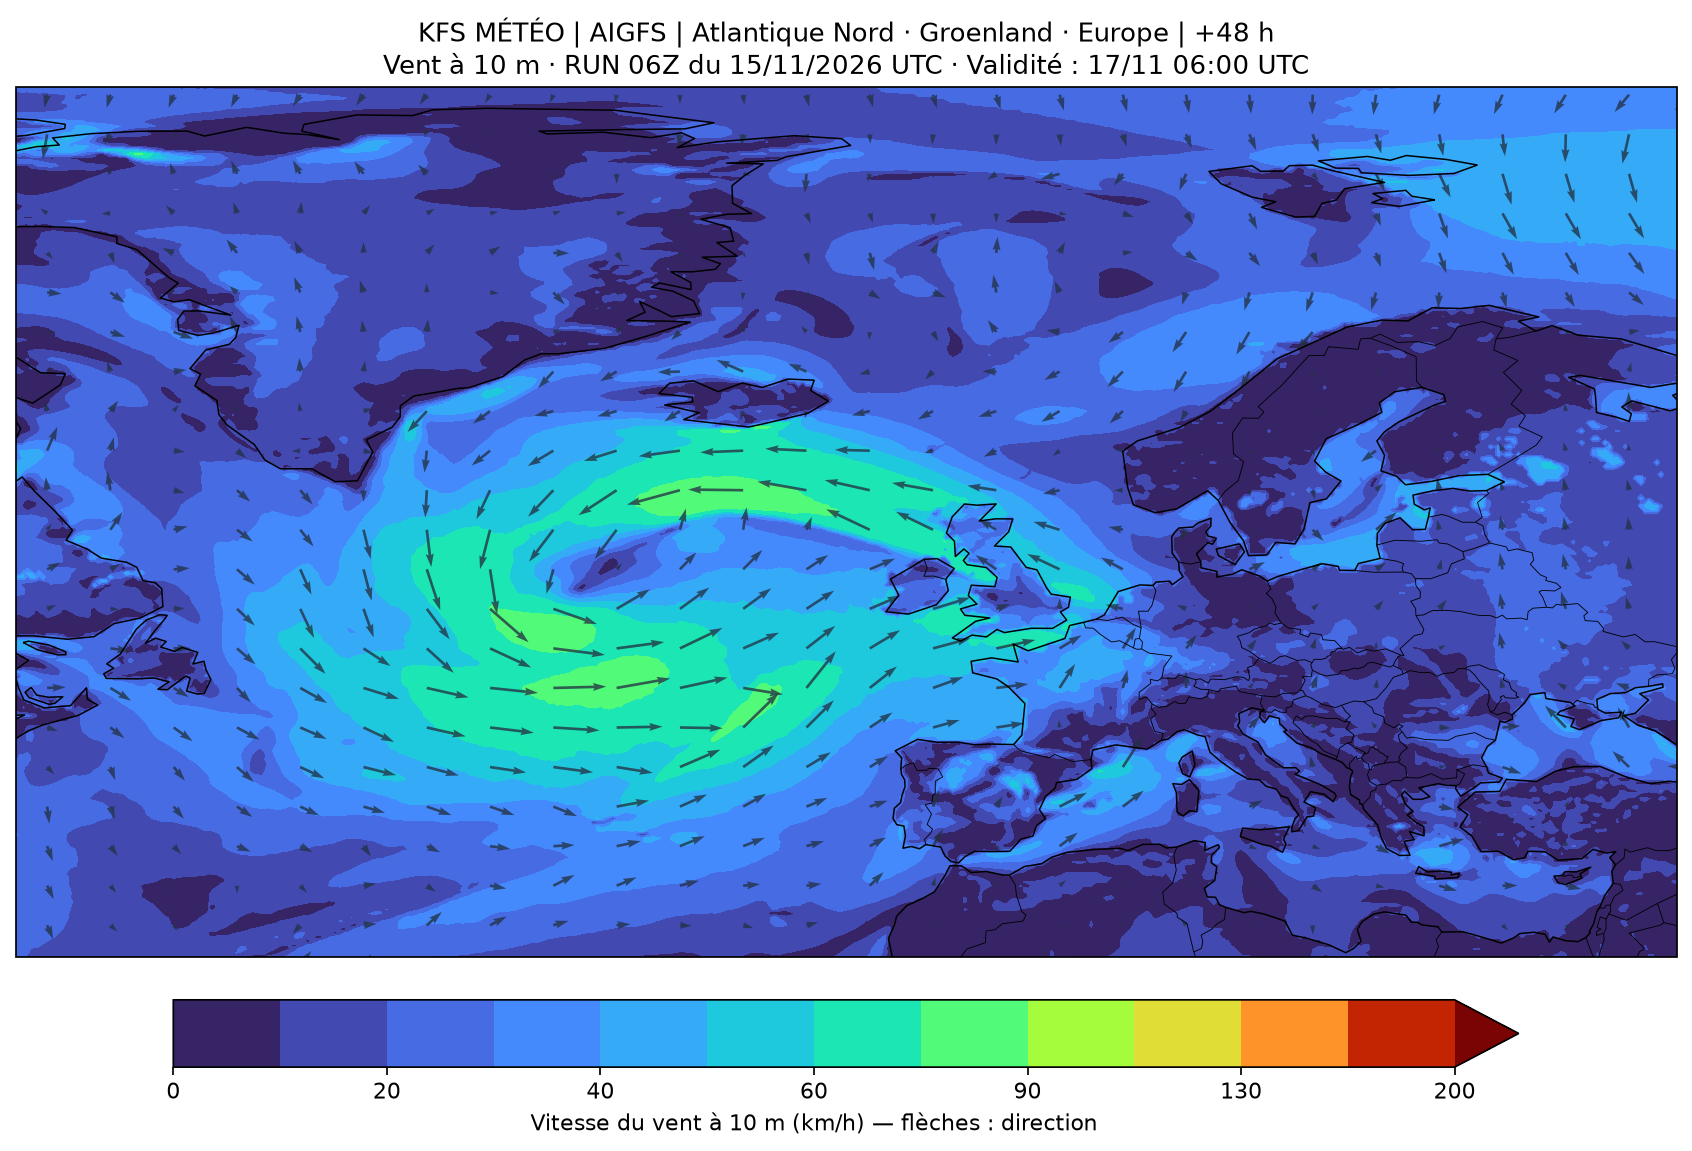 KFS MÉTÉO | AIGFS | Atlantique Nord · Groenland · Europe | +48 h
Vent à 10 m · RUN 06Z du 15/11/2026 UTC · Validité : 17/11 06:00 UTC
0 20 40 60 90 130 200
Vitesse du vent à 10 m (km/h) — flèches : direction